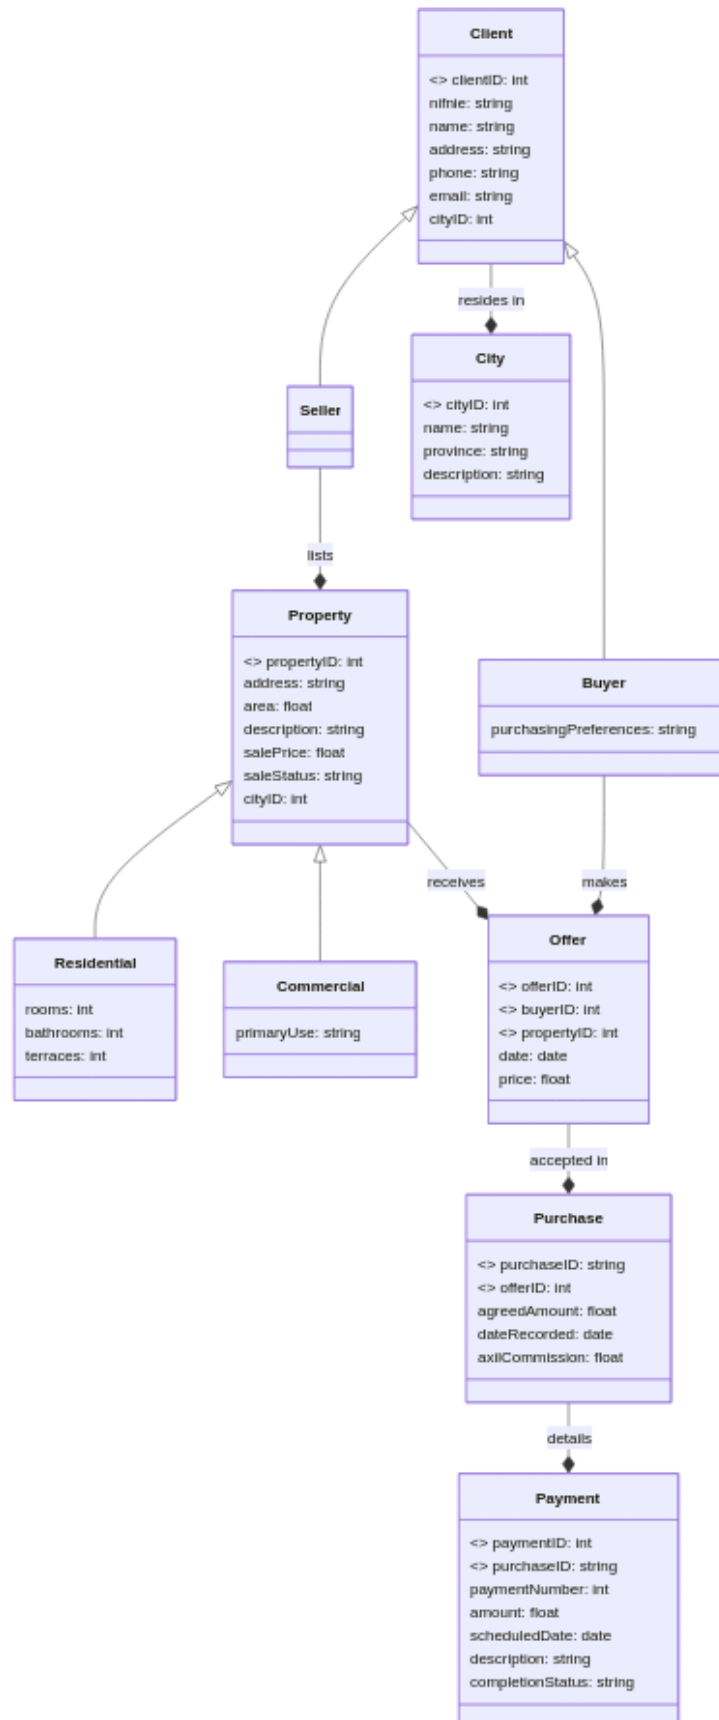 Client
<> clientID: int
nifnie: string
name: string
address: string
phone: string
email: string
cityID: int
resides in
City
<> cityID: int
name: string
province: string
description: string
Seller
lists
Property
<> propertyID: int
address: string
area: float
description: string
salePrice: float
saleStatus: string
cityID: int
Buyer
purchasingPreferences: string
receives
makes
Residential
rooms: int
bathrooms: int
terraces: int
Commercial
primaryUse: string
Offer
<> offerID: int
<> buyerID: int
<> propertyID: int
date: date
price: float
accepted in
Purchase
<> purchaseID: string
<> offerID: int
agreedAmount: float
dateRecorded: date
axilCommission: float
details
Payment
<> paymentID: int
<> purchaseID: string
paymentNumber: int
amount: float
scheduledDate: date
description: string
completionStatus: string